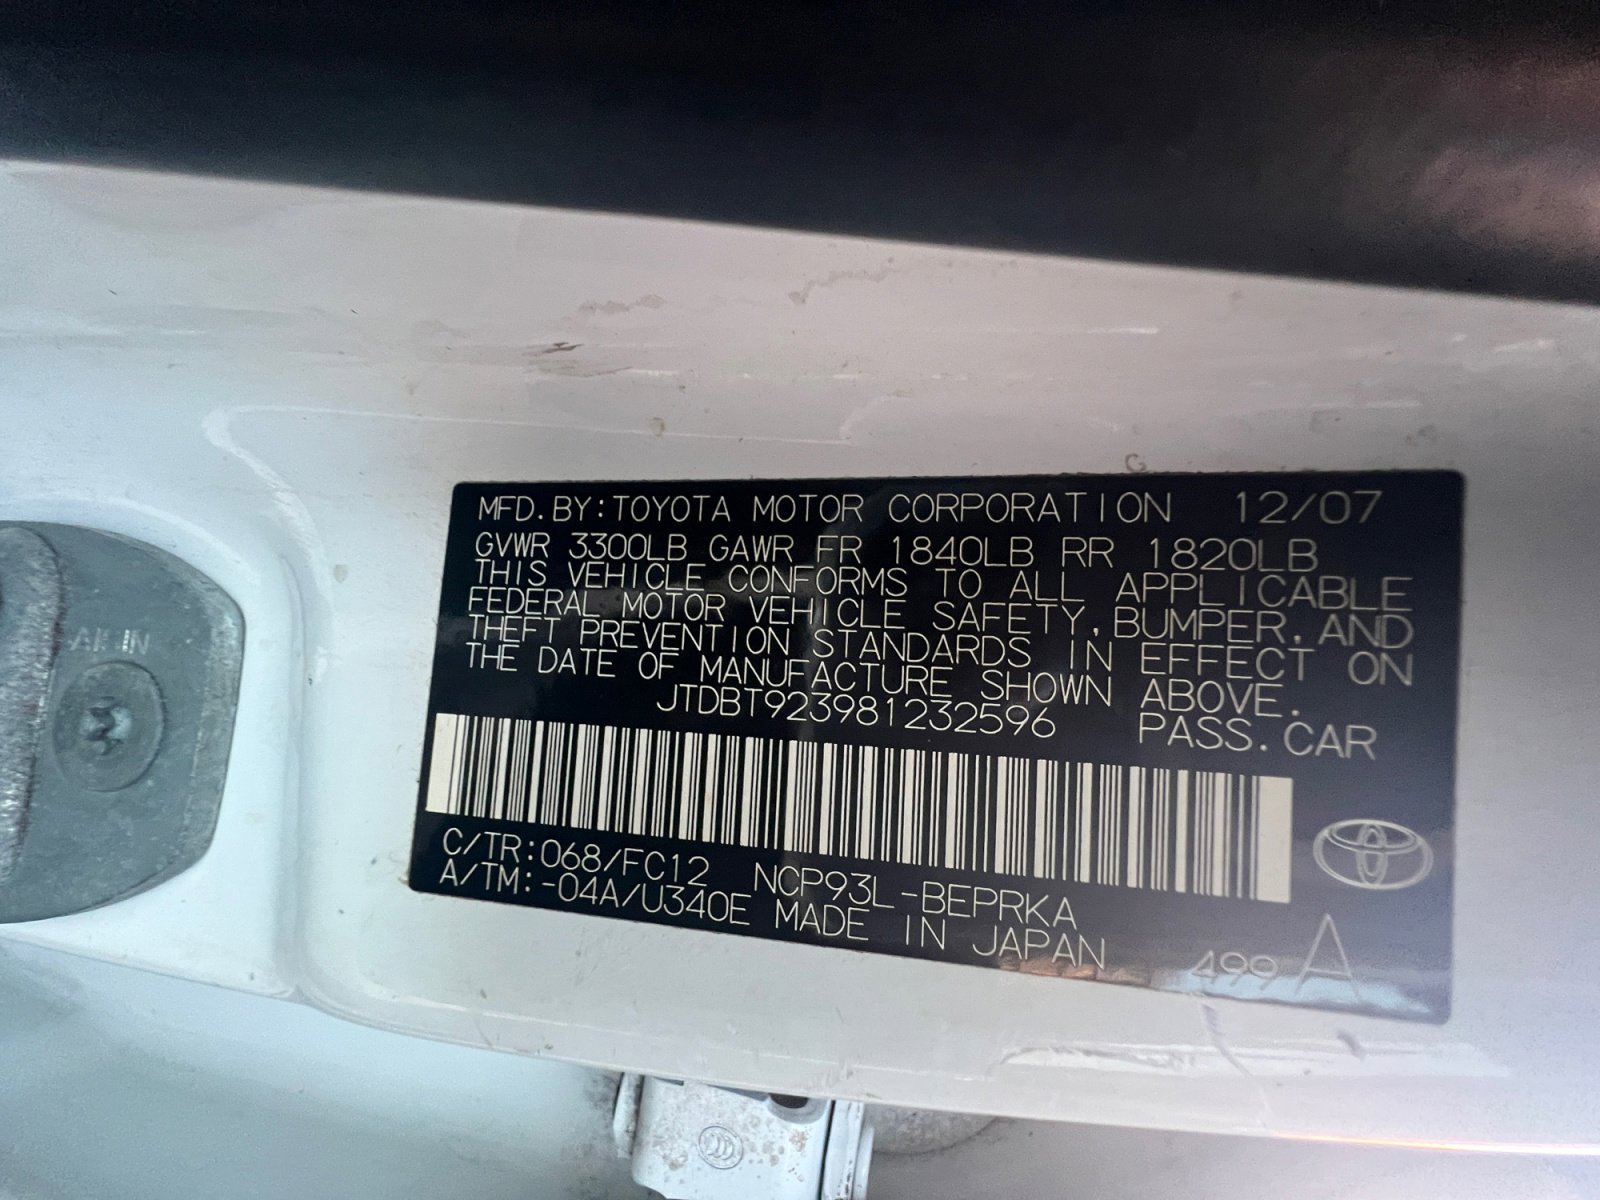 MFD. BY: TOYOTA MOTOR CORPORATION 12/07
GVWR 3300LB GAWR FR 1840LB RR 1820LB
THIS VEHICLE CONFORMS TO ALL APPLICABLE
FEDERAL MOTOR VEHICLE SAFETY, BUMPER, AND
THEFT PREVENTION STANDARDS IN EFFECT ON
THE DATE OF MANUFACTURE SHOWN ABOVE.
JTDBT923981232596 PASS. CAR
C/TR: 068/FC12 NCP93L-BEPRKA
A/TM: -04A/U340E MADE IN JAPAN
499A